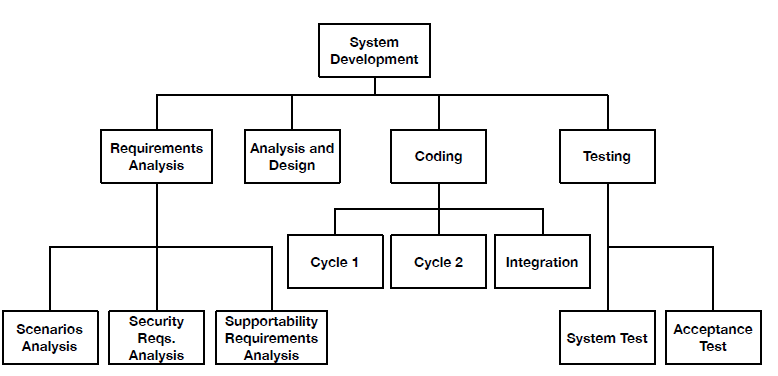 System
Development
Requirements
Analysis
Analysis and
Design
Coding
Testing
Cycle 1
Cycle 2
Integration
Scenarios
Analysis
Security
Reqs.
Analysis
Supportability
Requirements
Analysis
System Test
Acceptance
Test